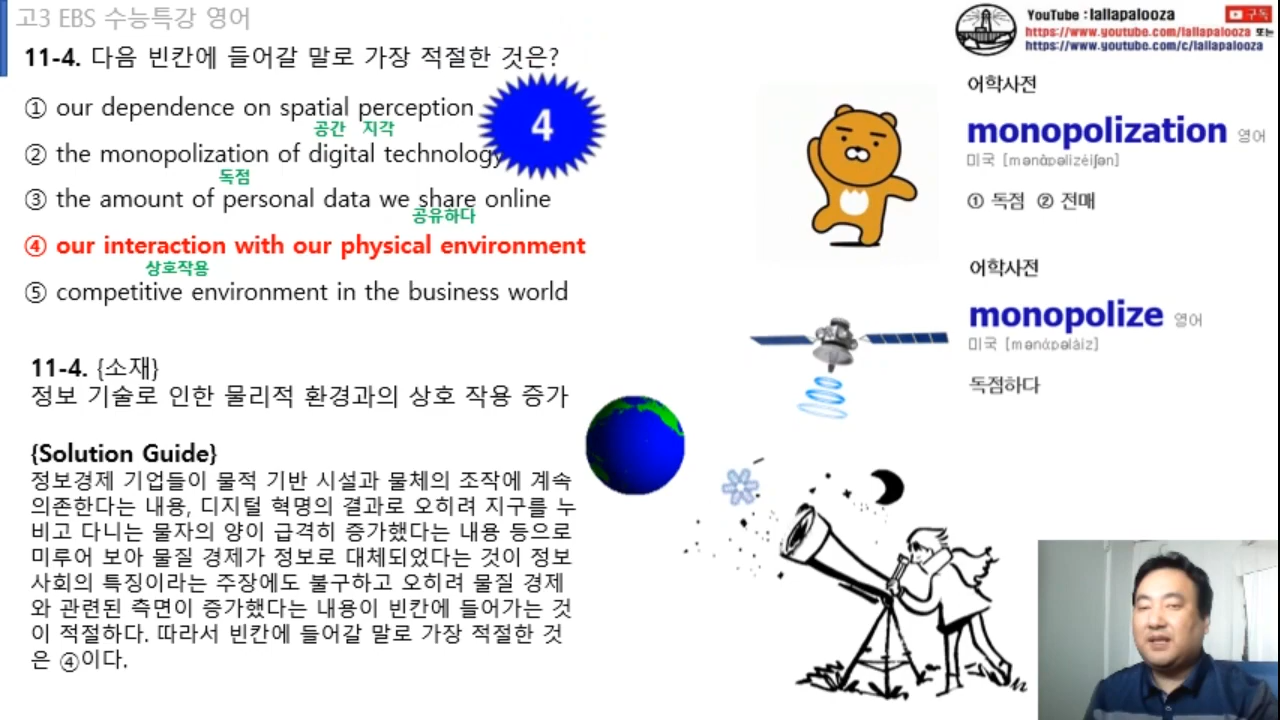 고3 EBS 수능특강 영어
11-4. 다음 빈칸에 들어갈 말로 가장 적절한 것은?
① our dependence on spatial perception
공간 지각
② the monopolization of digital technology
독점
③ the amount of personal data we share online
공유하다
④ our interaction with our physical environment
상호작용
⑤ competitive environment in the business world
4
11-4. {소재}
정보 기술로 인한 물리적 환경과의 상호 작용 증가
{Solution Guide}
정보경제 기업들이 물적 기반 시설과 물체의 조작에 계속
의존한다는 내용, 디지털 혁명의 결과로 오히려 지구를 누
비고 다니는 물자의 양이 급격히 증가했다는 내용 등으로
미루어 보아 물질 경제가 정보로 대체되었다는 것이 정보
사회의 특징이라는 주장에도 불구하고 오히려 물질 경제
와 관련된 측면이 증가했다는 내용이 빈칸에 들어가는 것
이 적절하다. 따라서 빈칸에 들어갈 말로 가장 적절한 것
은 ④이다.
YouTube : lallapalooza
구독
https://www.youtube.com/lallapalooza 또는
https://www.youtube.com/c/lallapalooza
어학사전
monopolization 영어
미국 [mənὰpəlizéiʃən]
① 독점 ② 전매
어학사전
monopolize 영어
미국 [mənάpəlàiz]
독점하다